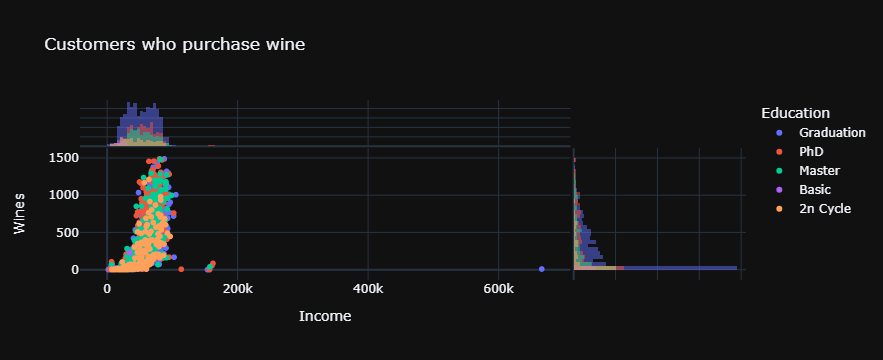 Customers who purchase wine
Education
Graduation
PhD
Master
Basic
2n Cycle
1500
1000
500
0
Wines
0 200k 400k 600k
Income